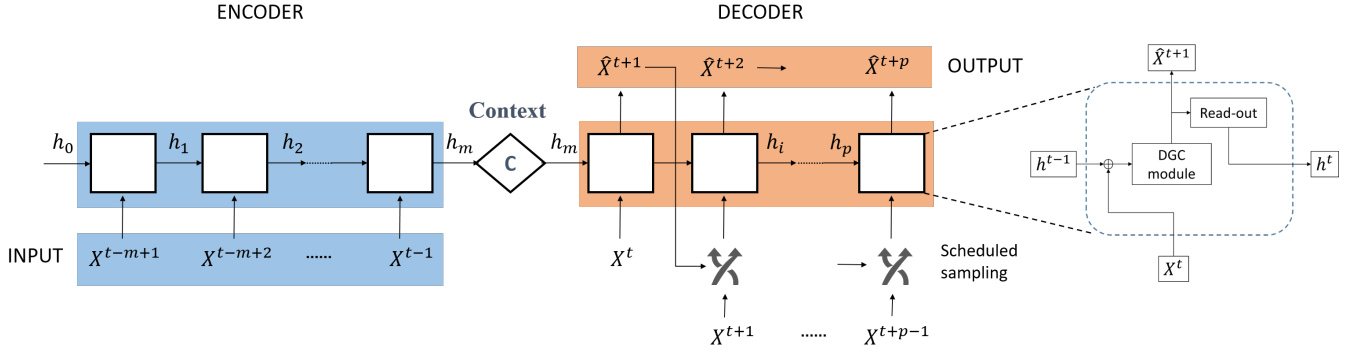 ENCODER
DECODER
X̂^{t+1} X̂^{t+2} X̂^{t+p}
OUTPUT
Context
h_0 h_1 h_2 ........ h_m
C
h_m h_i ........ h_p
INPUT
X^{t−m+1} X^{t−m+2} ...... X^{t−1}
X^t
Scheduled
sampling
X^{t+1} ...... X^{t+p−1}
X̂^{t+1}
Read-out
h^{t−1}
DGC
module
h^t
X^t